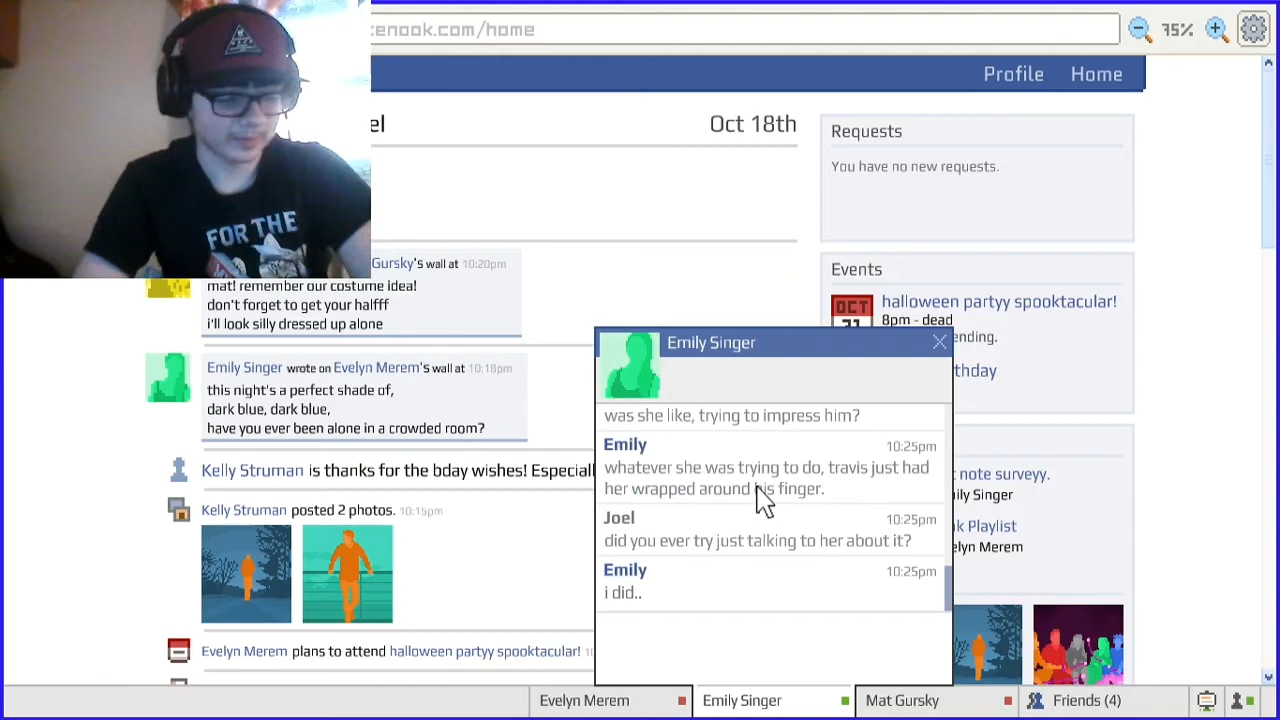 enook.com/home
75%
Profile Home
el
Oct 18th
Requests
You have no new requests.
FOR THE
Gursky's wall at 10:20pm
mat! remember our costume idea!
don't forget to get your halfff
i'll look silly dressed up alone
Events
OCT
31
halloween partyy spooktacular!
8pm - dead
ending.
thday
Emily Singer wrote on Evelyn Merem's wall at 10:18pm
this night's a perfect shade of,
dark blue, dark blue,
have you ever been alone in a crowded room?
Kelly Struman is thanks for the bday wishes! Especiall
Kelly Struman posted 2 photos. 10:15pm
Evelyn Merem plans to attend halloween partyy spooktacular!
Emily Singer
was she like, trying to impress him?
Emily 10:25pm
whatever she was trying to do, travis just had
her wrapped around his finger.
Joel 10:25pm
did you ever try just talking to her about it?
Emily 10:25pm
i did..
note surveyy.
ily Singer
k Playlist
elyn Merem
Evelyn Merem
Emily Singer
Mat Gursky
Friends (4)